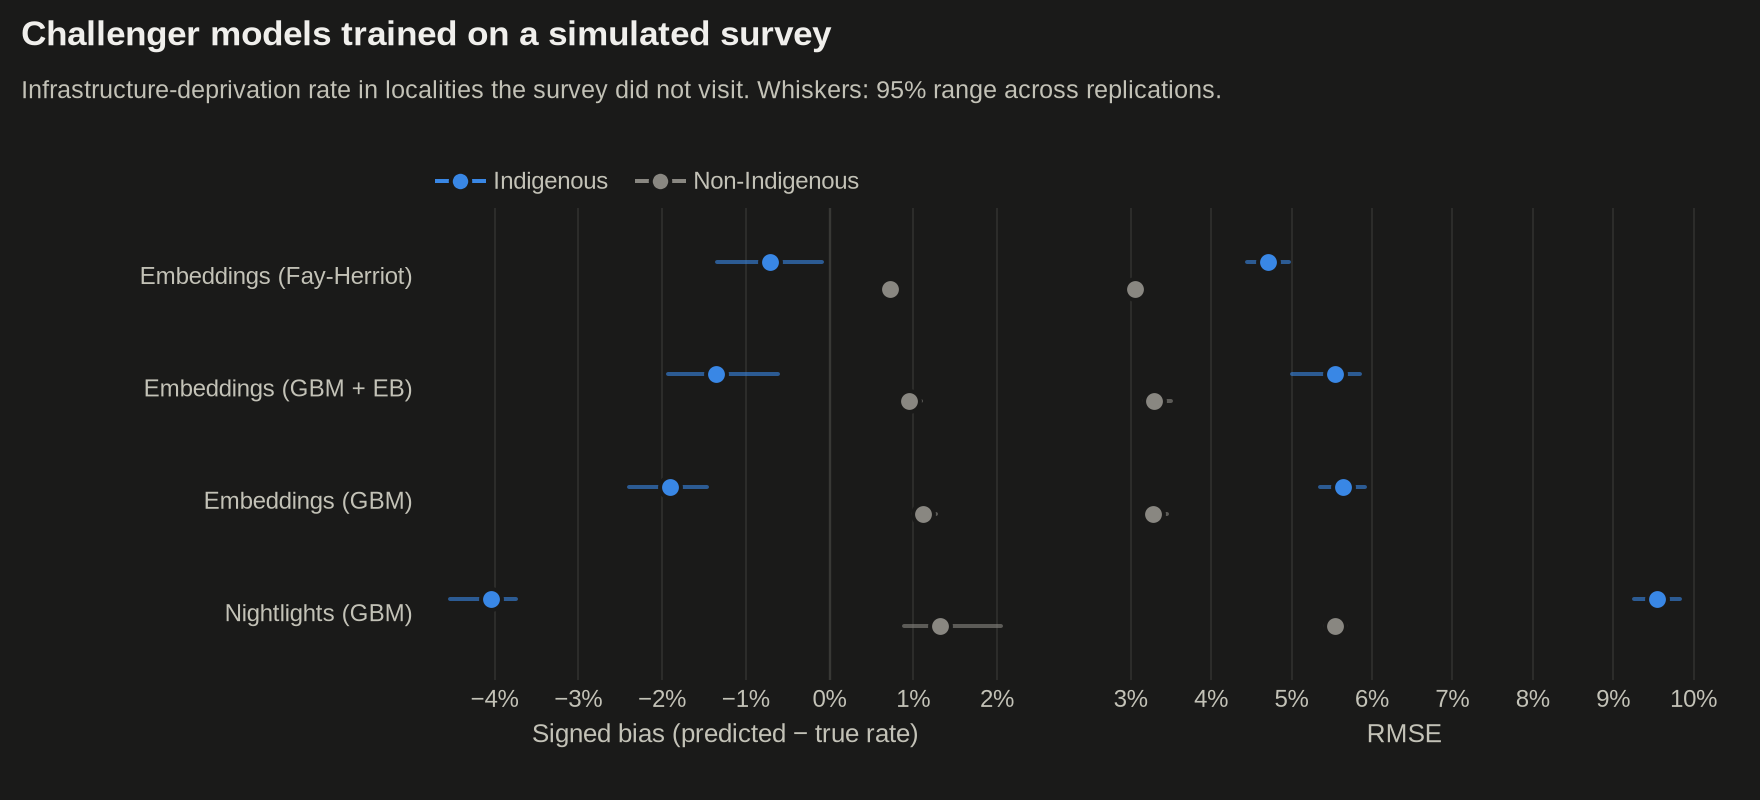 Challenger models trained on a simulated survey
Infrastructure-deprivation rate in localities the survey did not visit. Whiskers: 95% range across replications.
Indigenous Non-Indigenous
Embeddings (Fay-Herriot)
Embeddings (GBM + EB)
Embeddings (GBM)
Nightlights (GBM)
−4% −3% −2% −1% 0% 1% 2% 3% 4% 5% 6% 7% 8% 9% 10%
Signed bias (predicted − true rate) RMSE